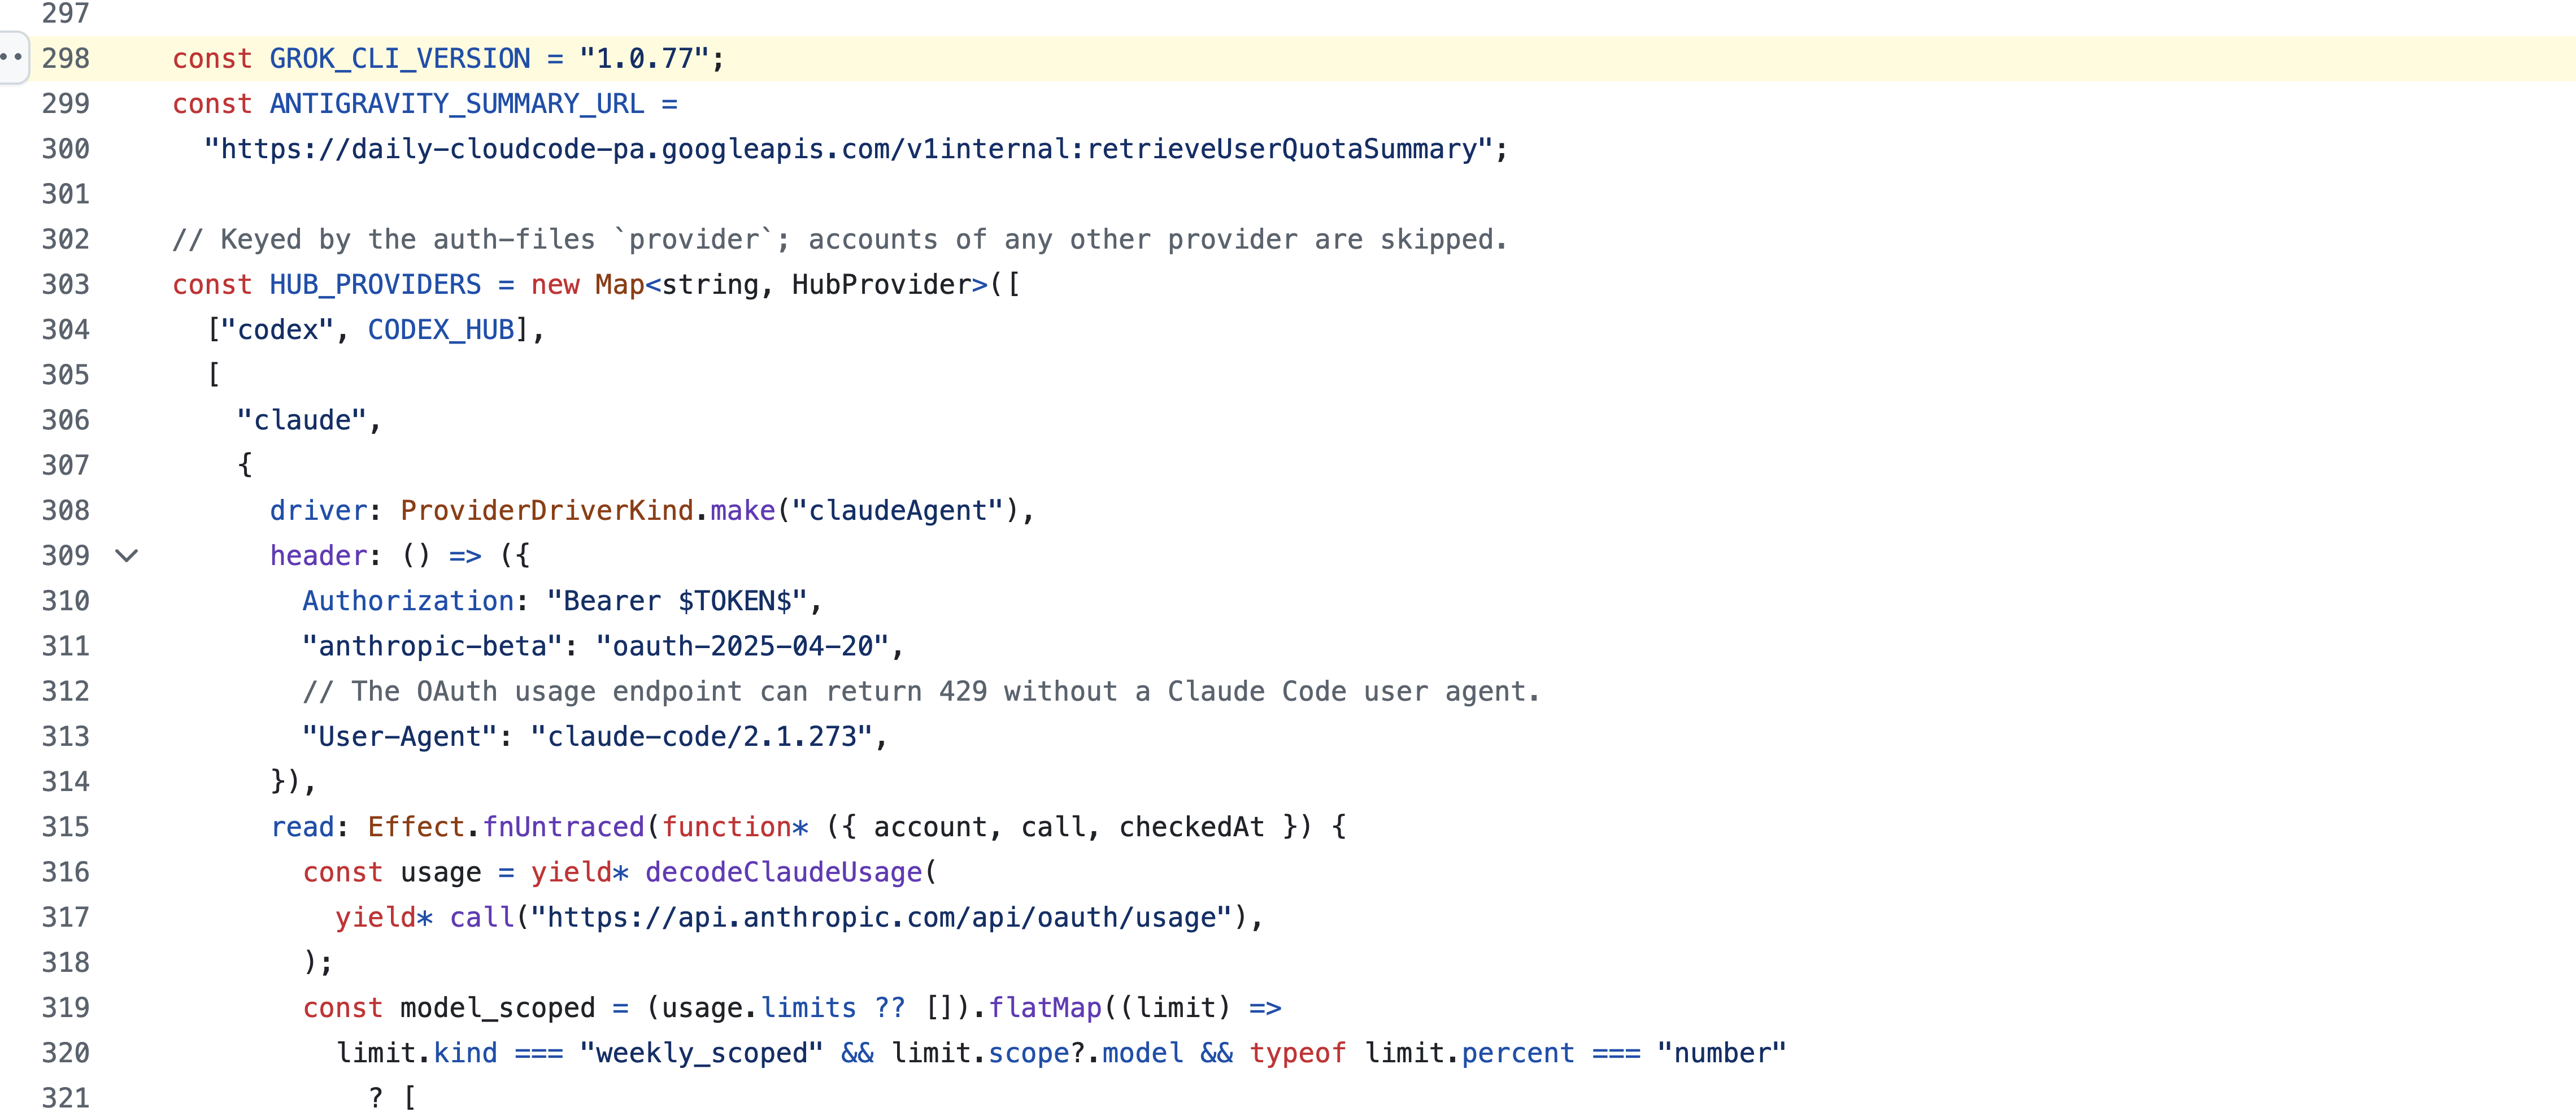 297
298 const GROK_CLI_VERSION = "1.0.77";
299 const ANTIGRAVITY_SUMMARY_URL =
300   "https://daily-cloudcode-pa.googleapis.com/v1internal:retrieveUserQuotaSummary";
301
302 // Keyed by the auth-files `provider`; accounts of any other provider are skipped.
303 const HUB_PROVIDERS = new Map<string, HubProvider>([
304   ["codex", CODEX_HUB],
305   [
306     "claude",
307     {
308       driver: ProviderDriverKind.make("claudeAgent"),
309       header: () => ({
310         Authorization: "Bearer $TOKEN$",
311         "anthropic-beta": "oauth-2025-04-20",
312         // The OAuth usage endpoint can return 429 without a Claude Code user agent.
313         "User-Agent": "claude-code/2.1.273",
314       }),
315       read: Effect.fnUntraced(function* ({ account, call, checkedAt }) {
316         const usage = yield* decodeClaudeUsage(
317           yield* call("https://api.anthropic.com/api/oauth/usage"),
318         );
319         const model_scoped = (usage.limits ?? []).flatMap((limit) =>
320           limit.kind === "weekly_scoped" && limit.scope?.model && typeof limit.percent === "number"
321             ? [